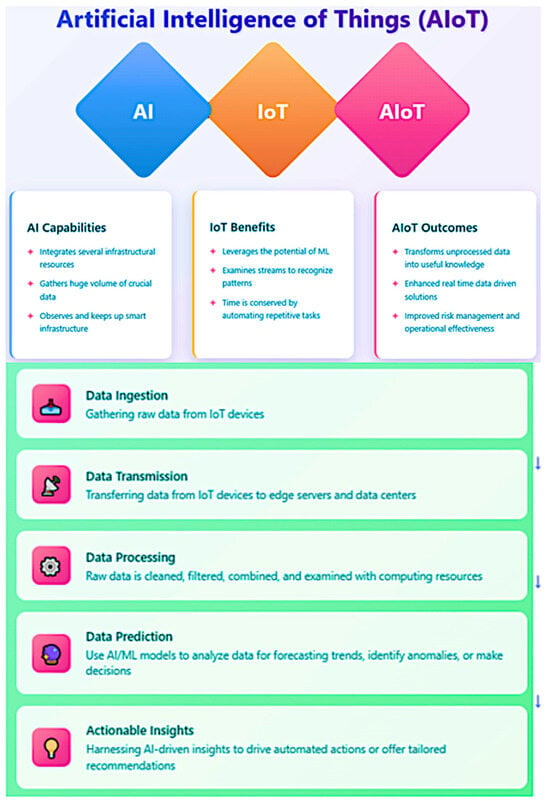 Artificial Intelligence of Things (AIoT)
AI
IoT
AIoT
AI Capabilities
Integrates several infrastructural
resources
Gathers huge volume of crucial
data
Observes and keeps up smart
infrastructure
IoT Benefits
Leverages the potential of ML
Examines streams to recognize
patterns
Time is conserved by
automating repetitive tasks
AIoT Outcomes
Transforms unprocessed data
into useful knowledge
Enhanced real time data driven
solutions
Improved risk management and
operational effectiveness
Data Ingestion
Gathering raw data from IoT devices
Data Transmission
Transferring data from IoT devices to edge servers and data centers
Data Processing
Raw data is cleaned, filtered, combined, and examined with computing resources
Data Prediction
Use AI/ML models to analyze data for forecasting trends, identify anomalies, or make
decisions
Actionable Insights
Harnessing AI-driven insights to drive automated actions or offer tailored
recommendations